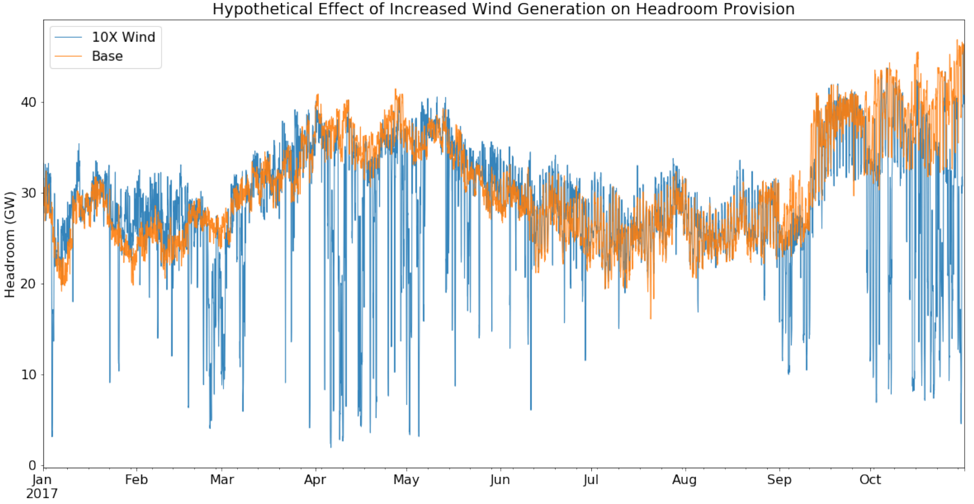 Hypothetical Effect of Increased Wind Generation on Headroom Provision
10X Wind
Base
Headroom (GW)
40
30
20
10
0
Jan Feb Mar Apr May Jun Jul Aug Sep Oct
2017